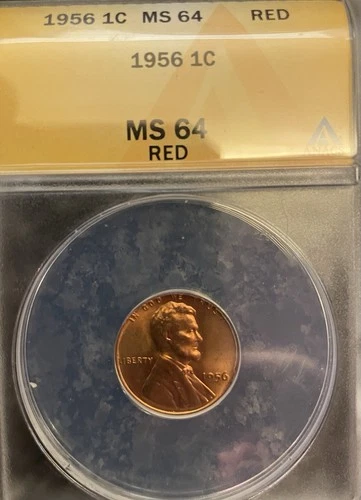 1956 1C MS 64 RED
1956 1C
MS 64
RED
IN GOD WE TRUST
LIBERTY
1956